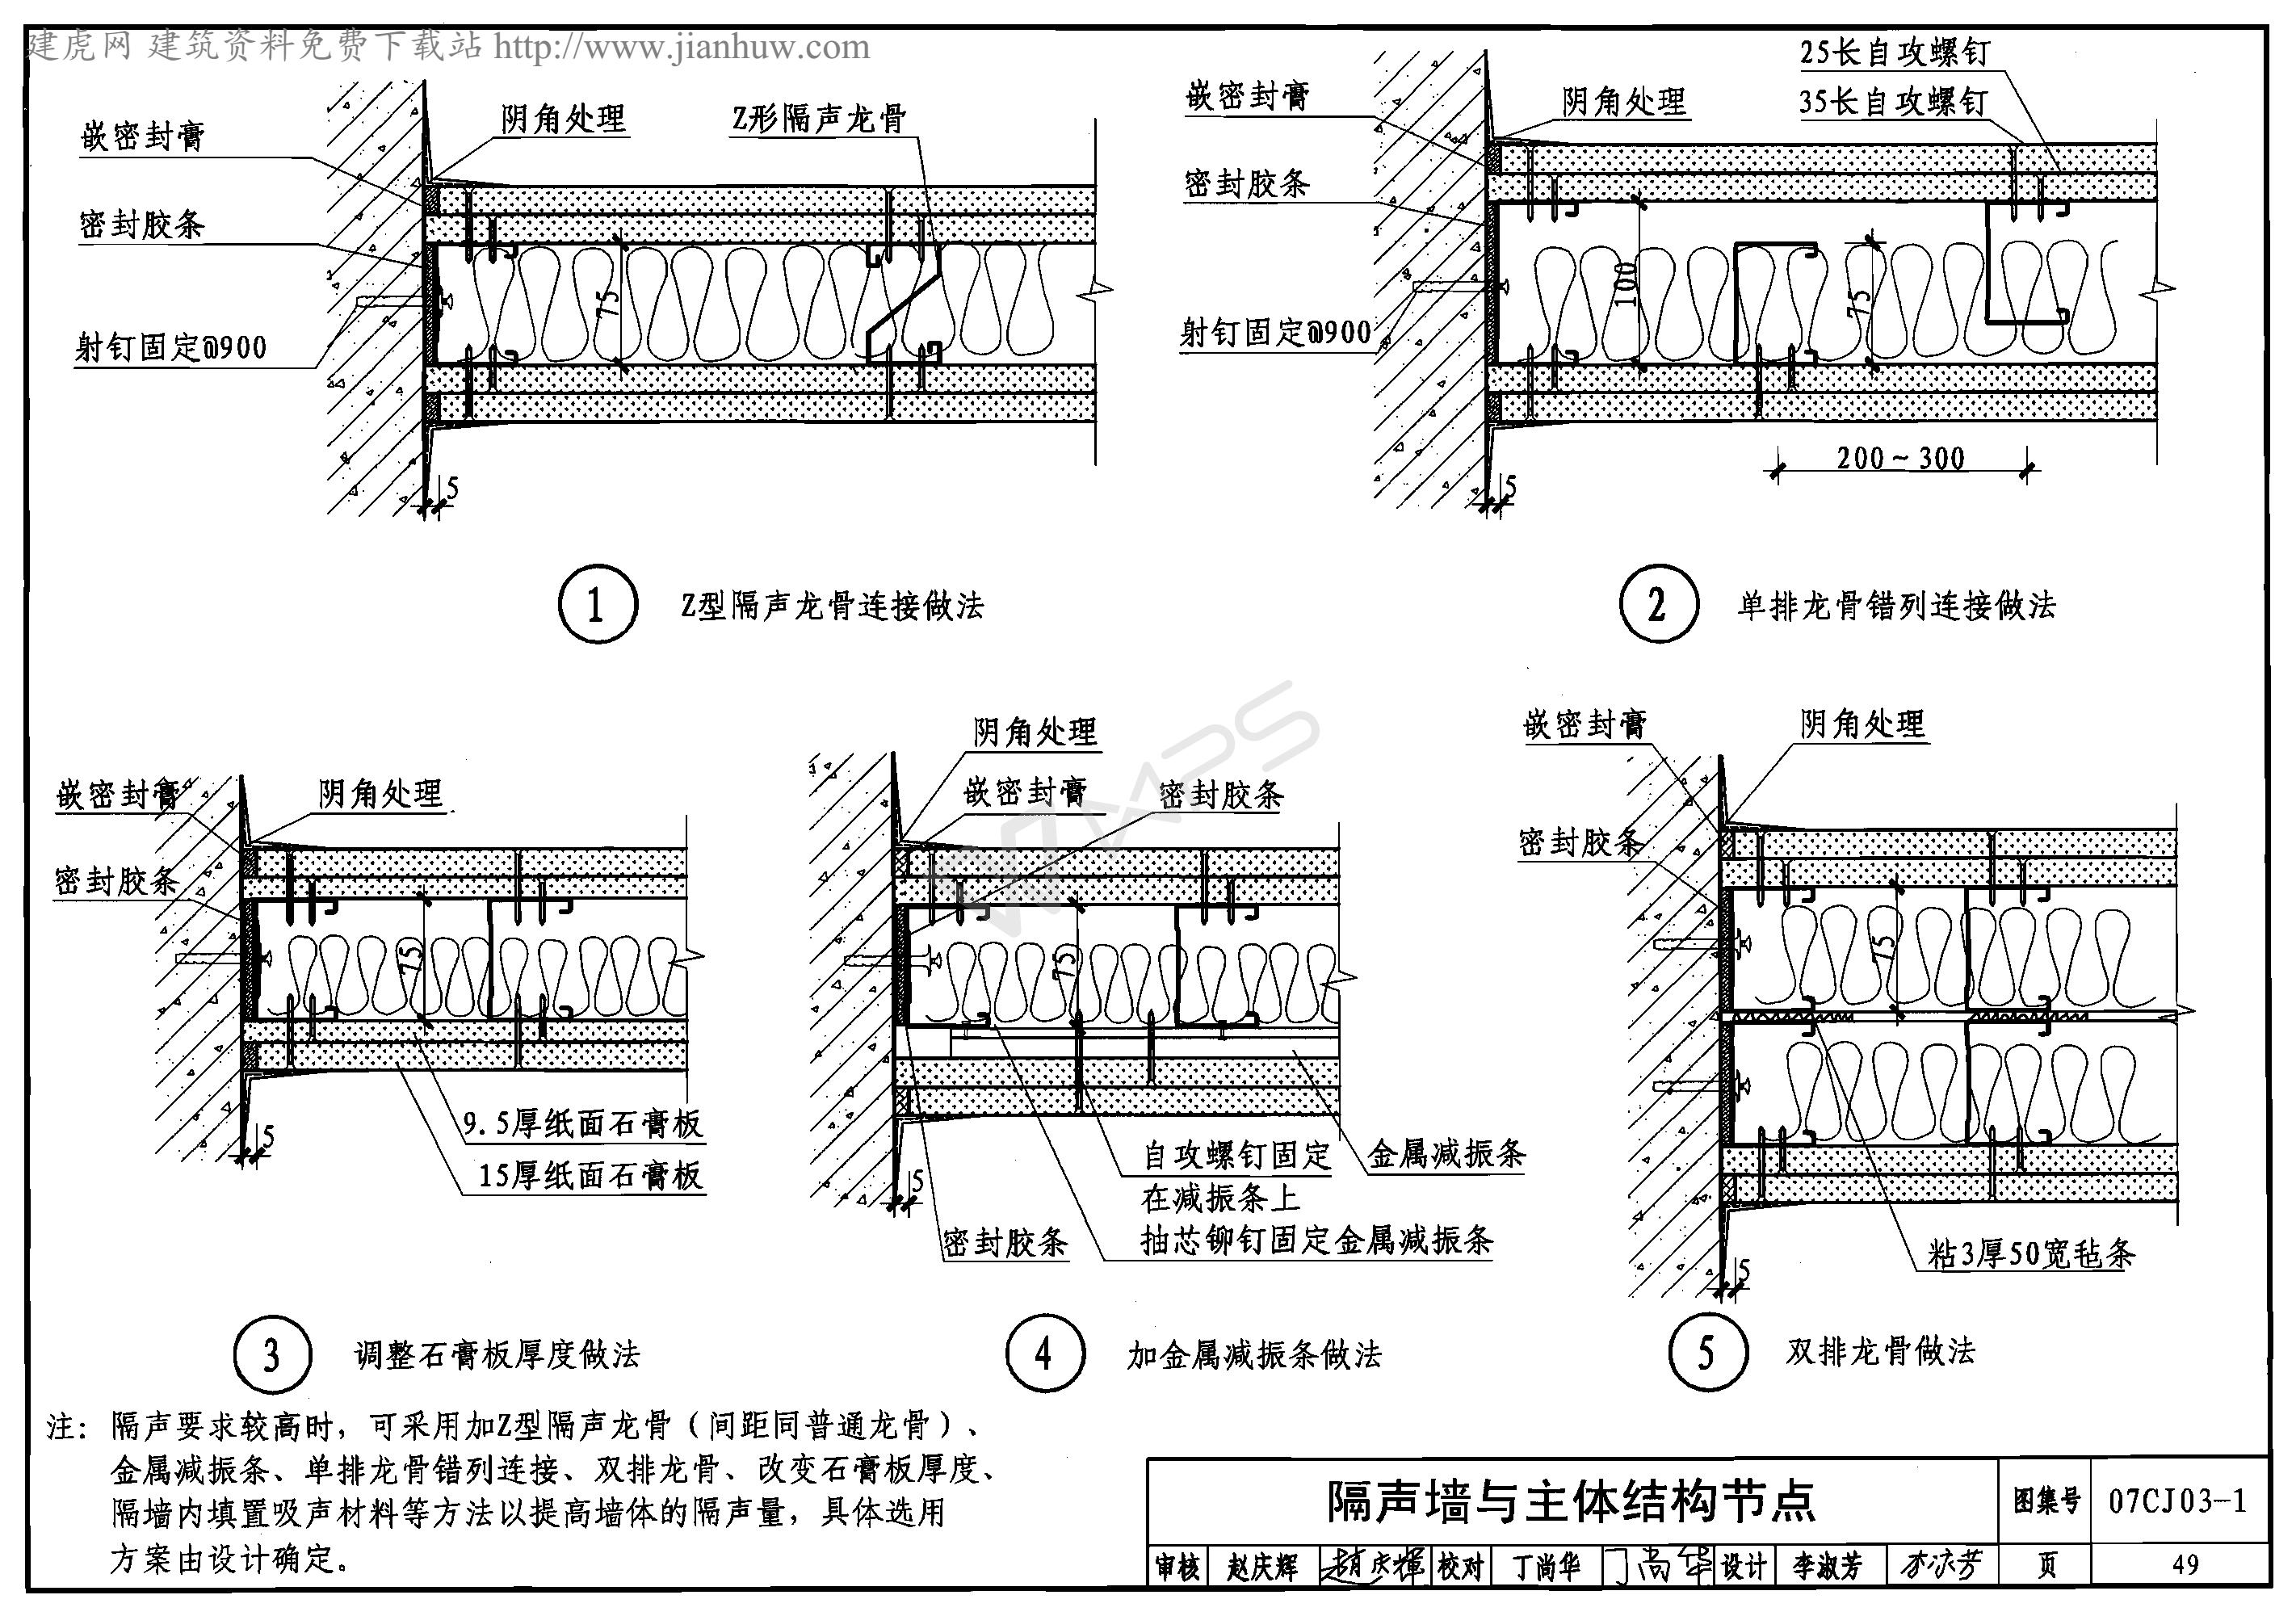 建虎网 建筑资料免费下载站 http://www.jianhuw.com
嵌密封膏
密封胶条
射钉固定@900
阴角处理
Z形隔声龙骨
75
5
1
Z型隔声龙骨连接做法
嵌密封膏
密封胶条
射钉固定@900
阴角处理
25长自攻螺钉
35长自攻螺钉
100
75
200~300
5
2
单排龙骨错列连接做法
嵌密封膏
密封胶条
阴角处理
75
9.5厚纸面石膏板
15厚纸面石膏板
5
3
调整石膏板厚度做法
阴角处理
嵌密封膏
密封胶条
75
自攻螺钉固定
在减振条上
金属减振条
抽芯铆钉固定金属减振条
密封胶条
5
4
加金属减振条做法
嵌密封膏
阴角处理
密封胶条
75
粘3厚50宽毡条
5
5
双排龙骨做法
注：隔声要求较高时，可采用加Z型隔声龙骨（间距同普通龙骨）、
金属减振条、单排龙骨错列连接、双排龙骨、改变石膏板厚度、
隔墙内填置吸声材料等方法以提高墙体的隔声量，具体选用
方案由设计确定。
隔声墙与主体结构节点
图集号
07CJ03-1
审核 赵庆辉 赵庆辉 校对 丁尚华 丁尚华 设计 李淑芳 李淑芳 页 49